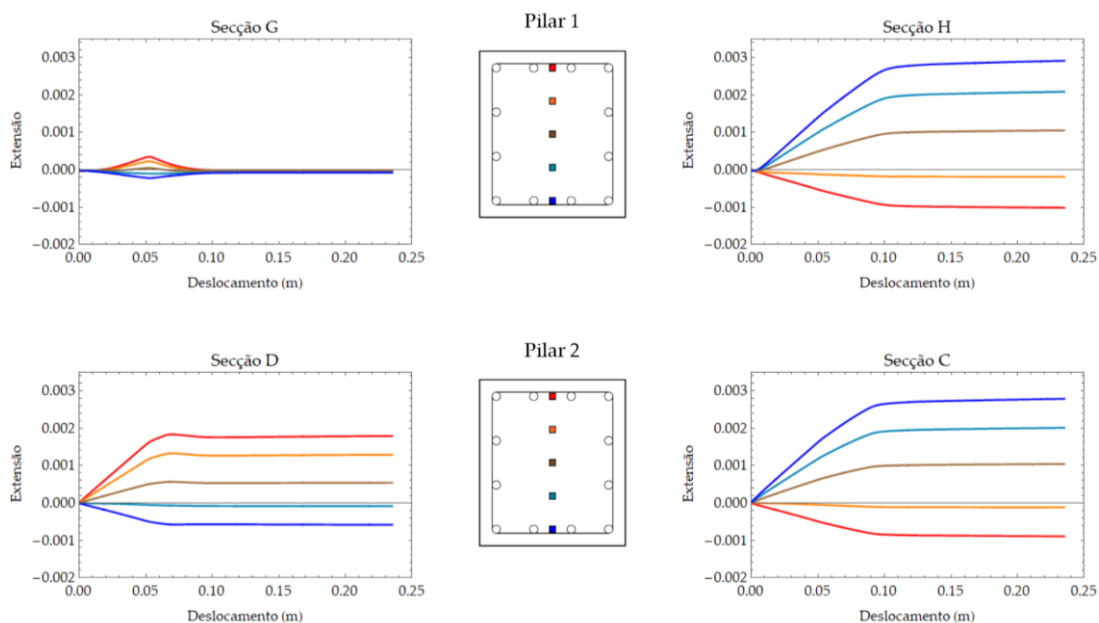 Pilar 1
Secção G
Secção H
Extensão
0.003
0.002
0.001
0.000
−0.001
−0.002
0.00 0.05 0.10 0.15 0.20 0.25
Deslocamento (m)
Extensão
0.003
0.002
0.001
0.000
−0.001
−0.002
0.00 0.05 0.10 0.15 0.20 0.25
Deslocamento (m)
Pilar 2
Secção D
Secção C
Extensão
0.003
0.002
0.001
0.000
−0.001
−0.002
0.00 0.05 0.10 0.15 0.20 0.25
Deslocamento (m)
Extensão
0.003
0.002
0.001
0.000
−0.001
−0.002
0.00 0.05 0.10 0.15 0.20 0.25
Deslocamento (m)